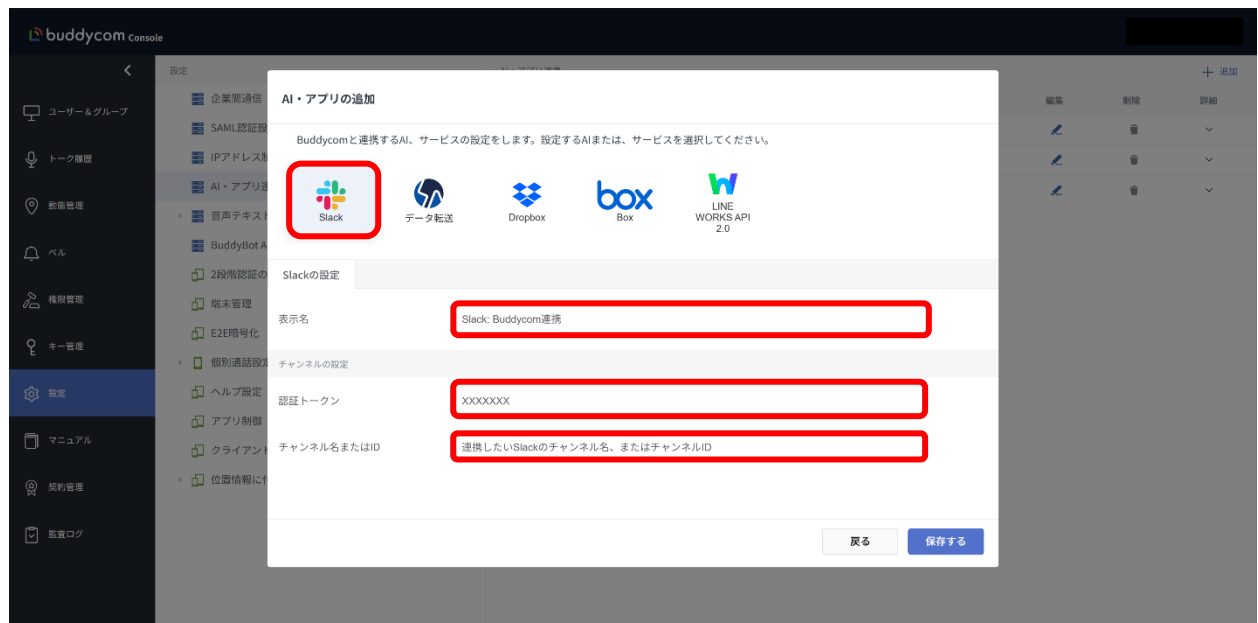 buddycom Console
設定
追加
ユーザー＆グループ
トーク履歴
動態管理
ベル
権限管理
キー管理
設定
マニュアル
契約管理
監査ログ
企業間通信
SAML認証設
IPアドレス制
AI・アプリ連
音声テキスト
BuddyBot A
2段階認証の
端末管理
E2E暗号化
個別通話設定
ヘルプ設定
アプリ制御
クライアント
位置情報に付
編集
削除
詳細
AI・アプリの追加
Buddycomと連携するAI、サービスの設定をします。設定するAIまたは、サービスを選択してください。
Slack
データ転送
Dropbox
box
Box
LINE
WORKS API
2.0
Slackの設定
表示名
Slack: Buddycom連携
チャンネルの設定
認証トークン
XXXXXXX
チャンネル名またはID
連携したいSlackのチャンネル名、またはチャンネルID
戻る
保存する